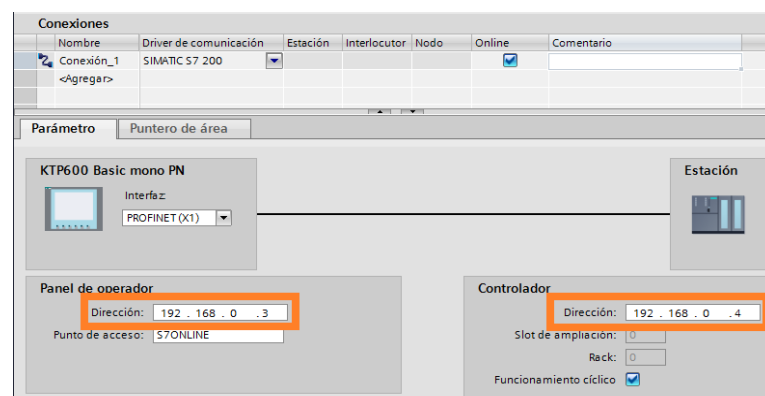 Conexiones
Nombre Driver de comunicación Estación Interlocutor Nodo Online Comentario
Conexión_1 SIMATIC S7 200
<Agregar>
Parámetro Puntero de área
KTP600 Basic mono PN Estación
Interfaz:
PROFINET (X1)
Panel de operador Controlador
Dirección: 192 . 168 . 0 . 3 Dirección: 192 . 168 . 0 . 4
Punto de acceso: S7ONLINE Slot de ampliación: 0
Rack: 0
Funcionamiento cíclico